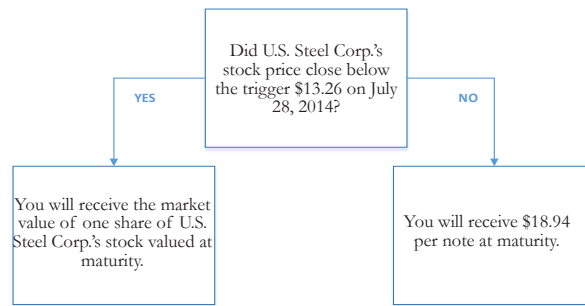 Did U.S. Steel Corp.'s
stock price close below
the trigger $13.26 on July
28, 2014?
YES
NO
You will receive the market
value of one share of U.S.
Steel Corp.'s stock valued at
maturity.
You will receive $18.94
per note at maturity.